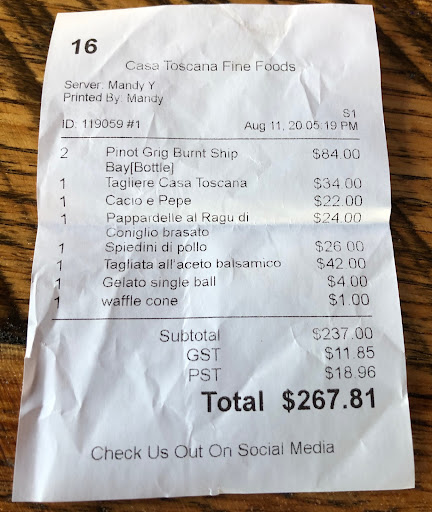 16
Casa Toscana Fine Foods
Server: Mandy Y
Printed By: Mandy
S1
ID: 119059 #1 Aug 11, 20 05:19 PM
2 Pinot Grig Burnt Ship $84.00
Bay[Bottle]
1 Tagliere Casa Toscana $34.00
1 Cacio e Pepe $22.00
1 Pappardelle al Ragu di $24.00
Coniglio brasato
1 Spiedini di pollo $26.00
1 Tagliata all'aceto balsamico $42.00
1 Gelato single ball $4.00
1 waffle cone $1.00
Subtotal $237.00
GST $11.85
PST $18.96
Total $267.81
Check Us Out On Social Media